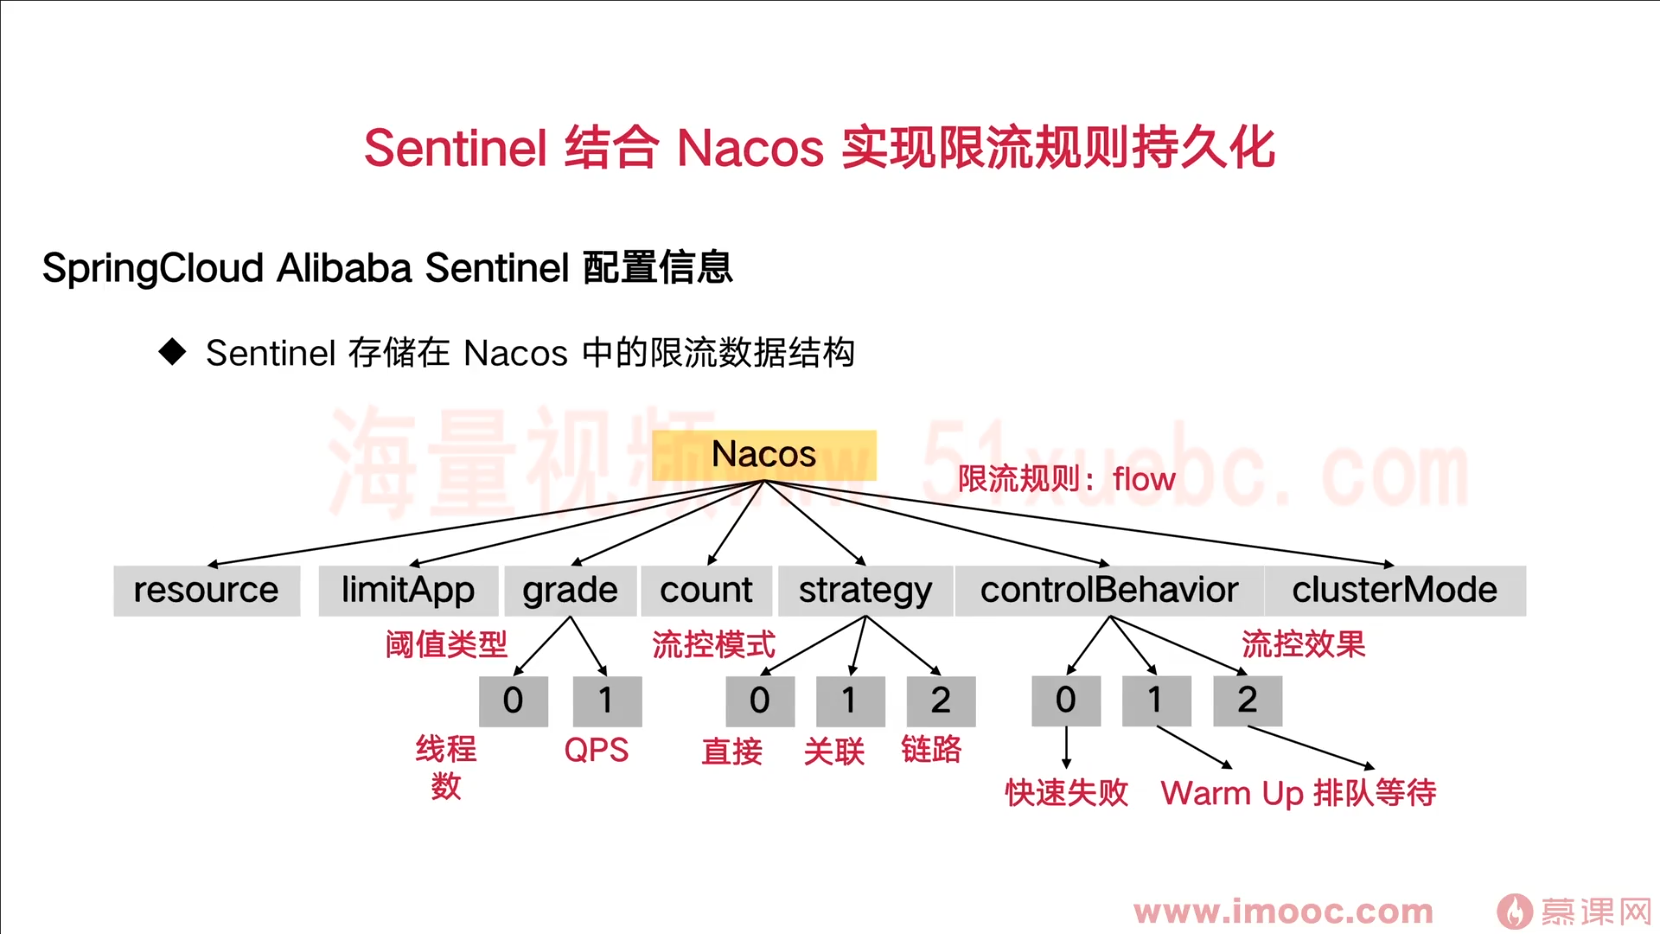 Sentinel 结合 Nacos 实现限流规则持久化
SpringCloud Alibaba Sentinel 配置信息
◆ Sentinel 存储在 Nacos 中的限流数据结构
海量视频www.51xuebc.com
Nacos
限流规则：flow
resource limitApp grade count strategy controlBehavior clusterMode
阈值类型 流控模式 流控效果
0 1 0 1 2 0 1 2
线程数 QPS 直接 关联 链路
快速失败 Warm Up 排队等待
www.imooc.com 慕课网